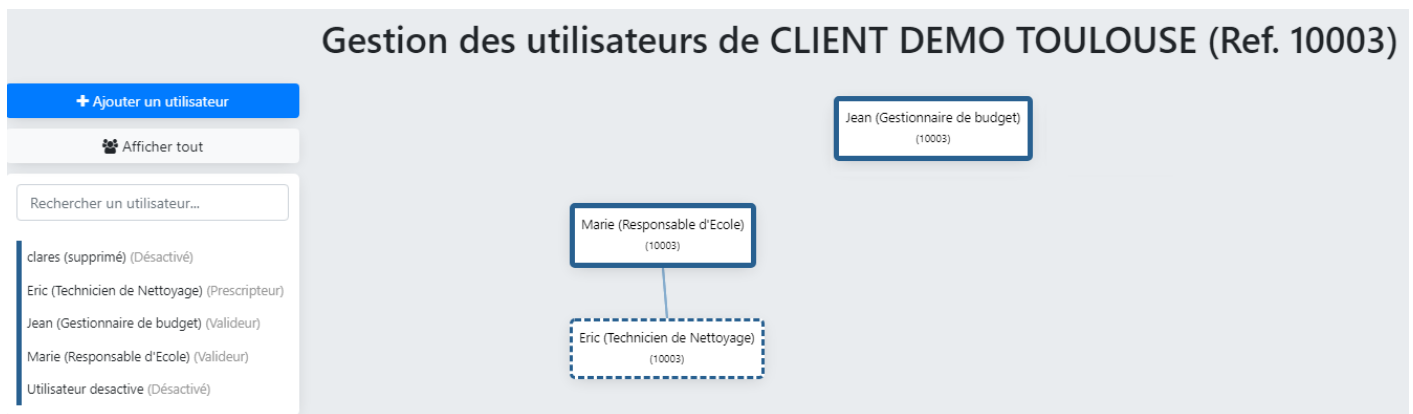 Gestion des utilisateurs de CLIENT DEMO TOULOUSE (Ref. 10003)
Ajouter un utilisateur
Afficher tout
Rechercher un utilisateur...
clares (supprimé) (Désactivé)
Eric (Technicien de Nettoyage) (Prescripteur)
Jean (Gestionnaire de budget) (Valideur)
Marie (Responsable d'Ecole) (Valideur)
Utilisateur desactive (Désactivé)
Jean (Gestionnaire de budget)
(10003)
Marie (Responsable d'Ecole)
(10003)
Eric (Technicien de Nettoyage)
(10003)